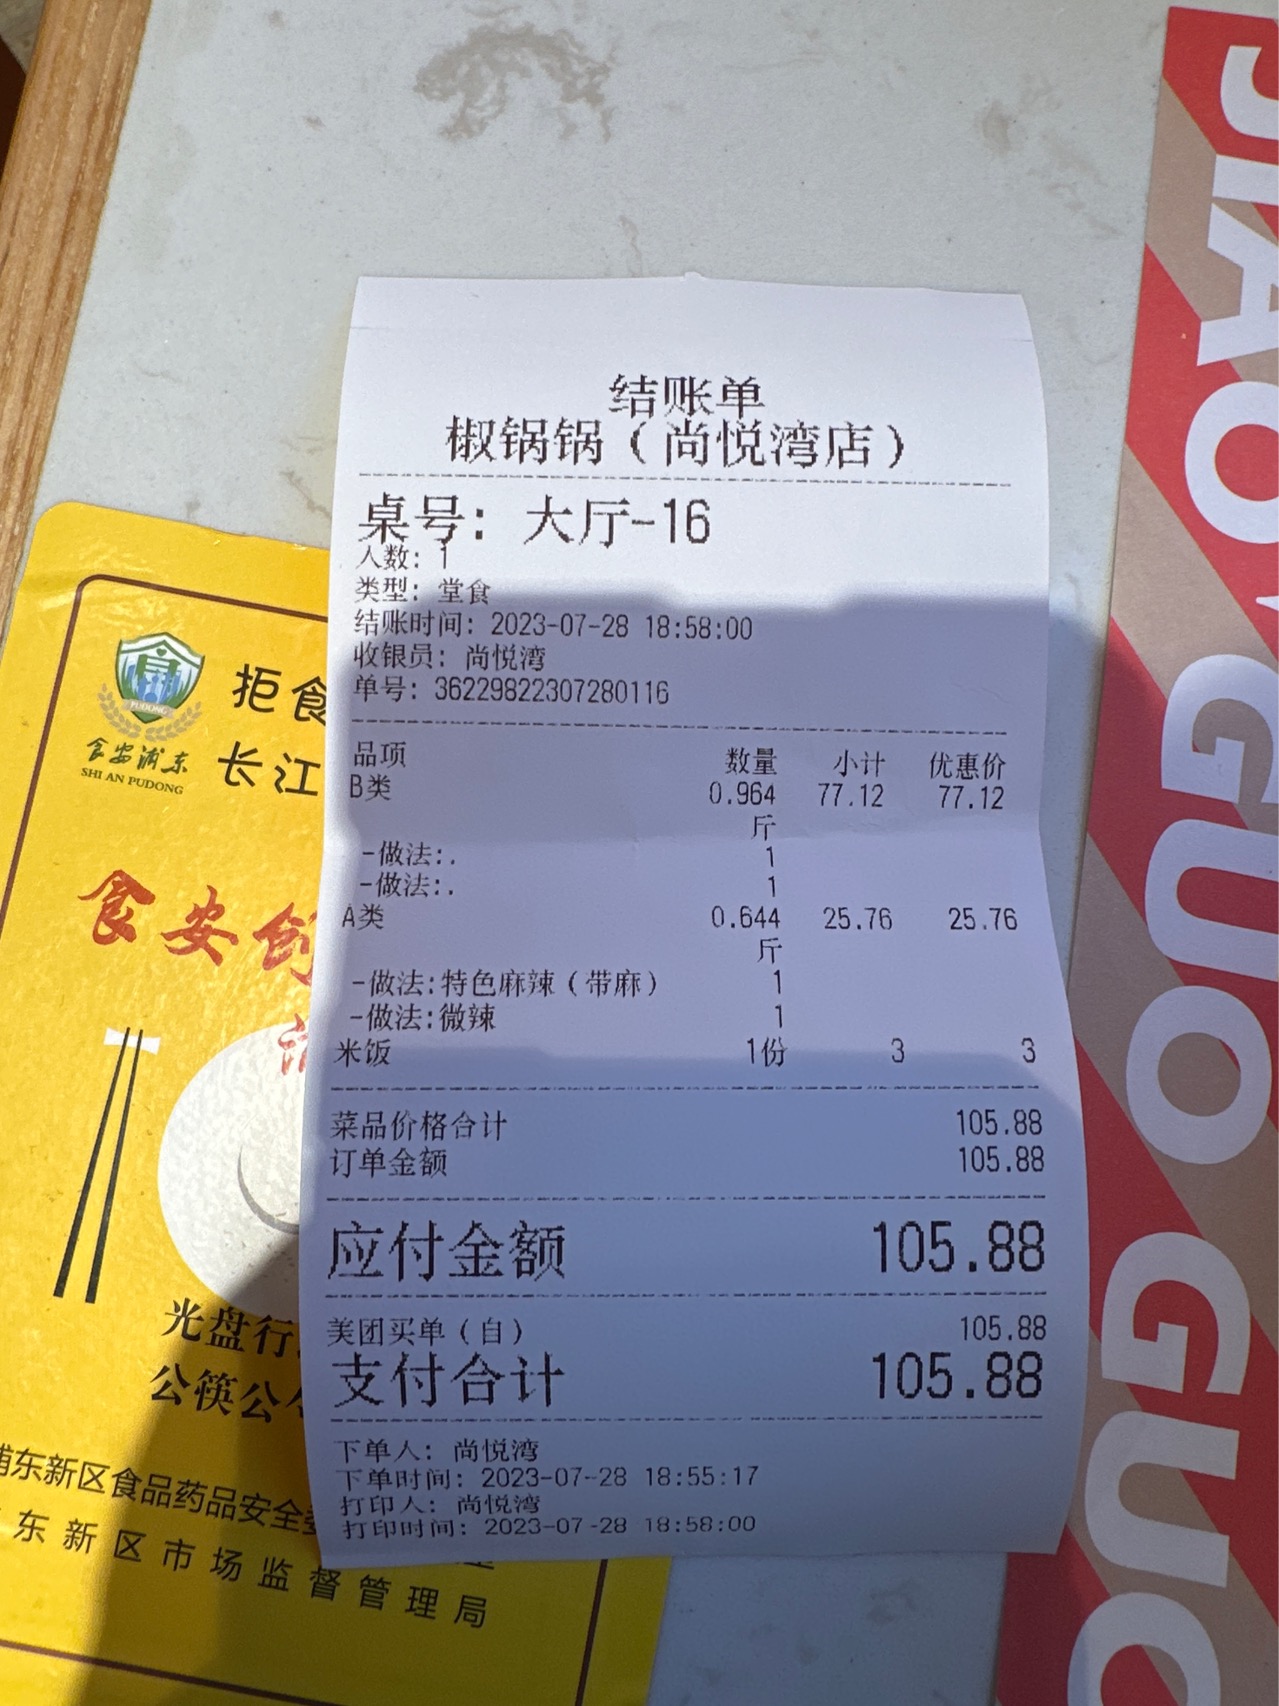 结账单
椒锅锅（尚悦湾店）
桌号: 大厅-16
人数: 1
类型: 堂食
结账时间: 2023-07-28 18:58:00
收银员: 尚悦湾
单号: 36229822307280116
品项 数量 小计 优惠价
B类 0.964 77.12 77.12
斤
-做法:. 1
-做法:. 1
A类 0.644 25.76 25.76
斤
-做法:特色麻辣（带麻） 1
-做法:微辣 1
米饭 1份 3 3
菜品价格合计 105.88
订单金额 105.88
应付金额 105.88
美团买单（自） 105.88
支付合计 105.88
下单人: 尚悦湾
下单时间: 2023-07-28 18:55:17
打印人: 尚悦湾
打印时间: 2023-07-28 18:58:00
PUDONG
食安浦东
SHI AN PUDONG
拒食
长江
食安创
光盘行
公筷公
浦东新区食品药品安全委
东新区市场监督管理局
JIAO GUO GUO